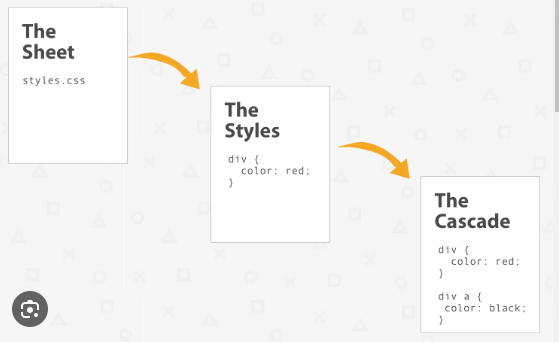 The
Sheet
styles.css
The
Styles
div {
  color: red;
}
The
Cascade
div {
  color: red;
}
div a {
 color: black;
}